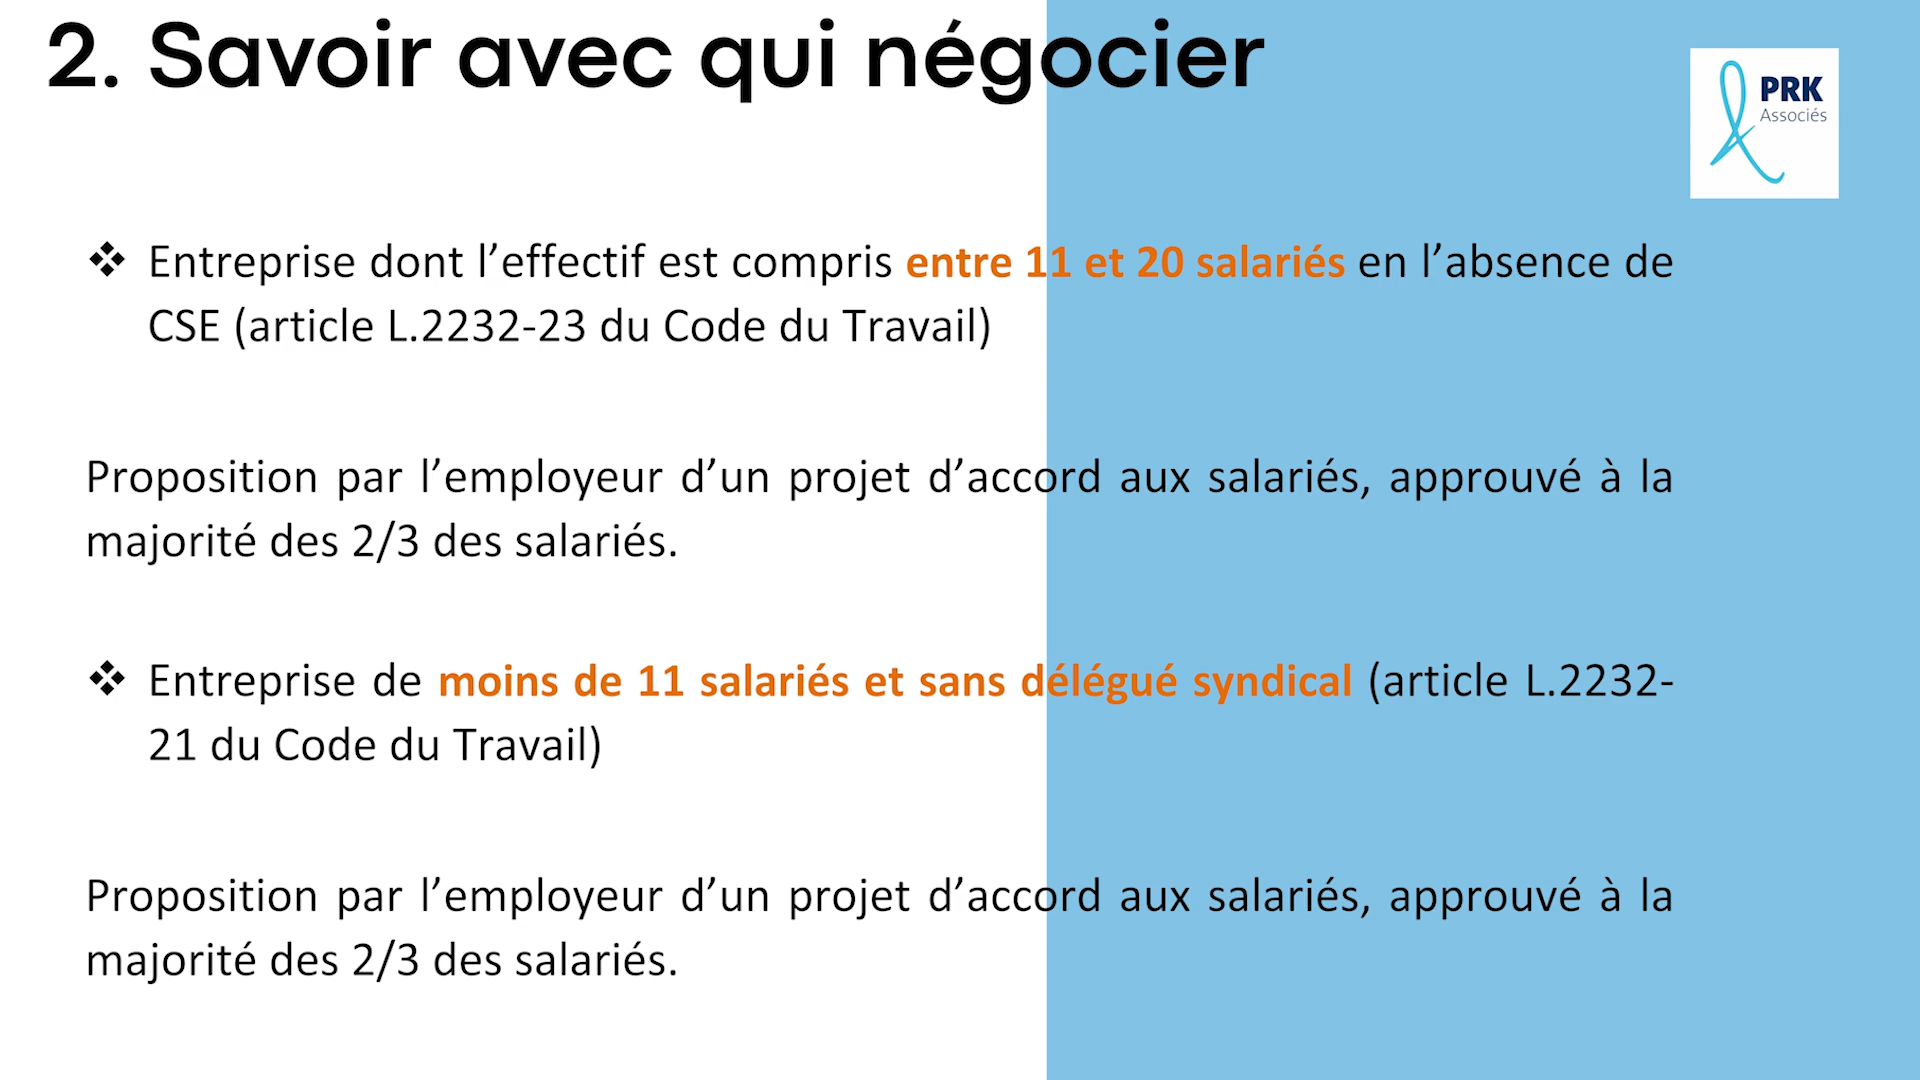 2. Savoir avec qui négocier
PRK
Associés
❖ Entreprise dont l’effectif est compris entre 11 et 20 salariés en l’absence de
CSE (article L.2232-23 du Code du Travail)
Proposition par l’employeur d’un projet d’accord aux salariés, approuvé à la
majorité des 2/3 des salariés.
❖ Entreprise de moins de 11 salariés et sans délégué syndical (article L.2232-
21 du Code du Travail)
Proposition par l’employeur d’un projet d’accord aux salariés, approuvé à la
majorité des 2/3 des salariés.